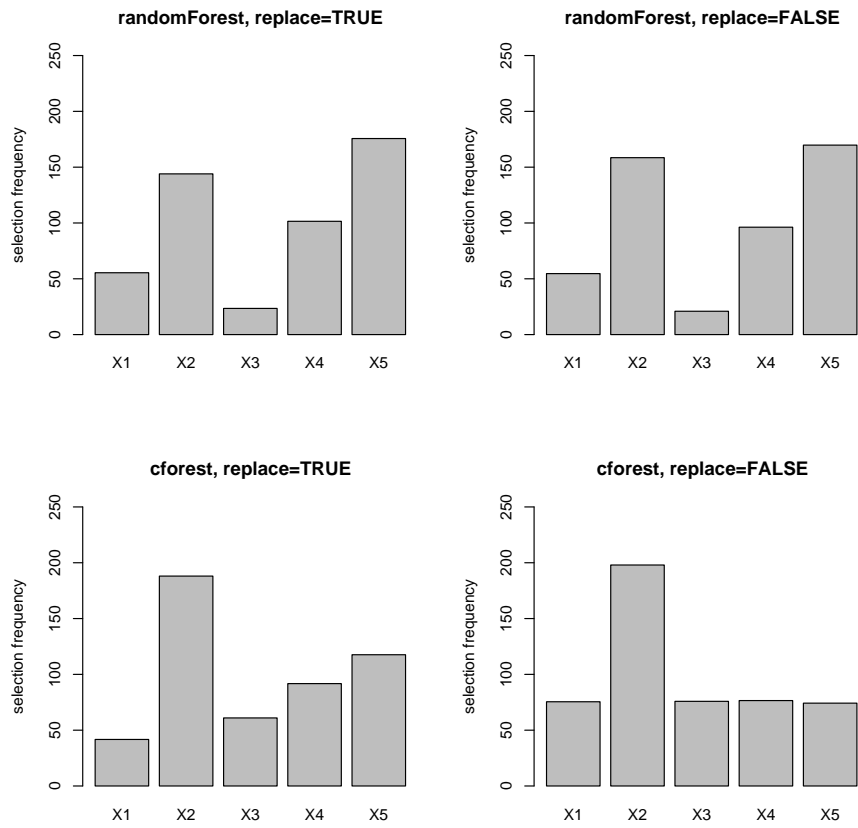 randomForest, replace=TRUE
selection frequency
0 50 100 150 200 250
X1 X2 X3 X4 X5
randomForest, replace=FALSE
selection frequency
0 50 100 150 200 250
X1 X2 X3 X4 X5
cforest, replace=TRUE
selection frequency
0 50 100 150 200 250
X1 X2 X3 X4 X5
cforest, replace=FALSE
selection frequency
0 50 100 150 200 250
X1 X2 X3 X4 X5